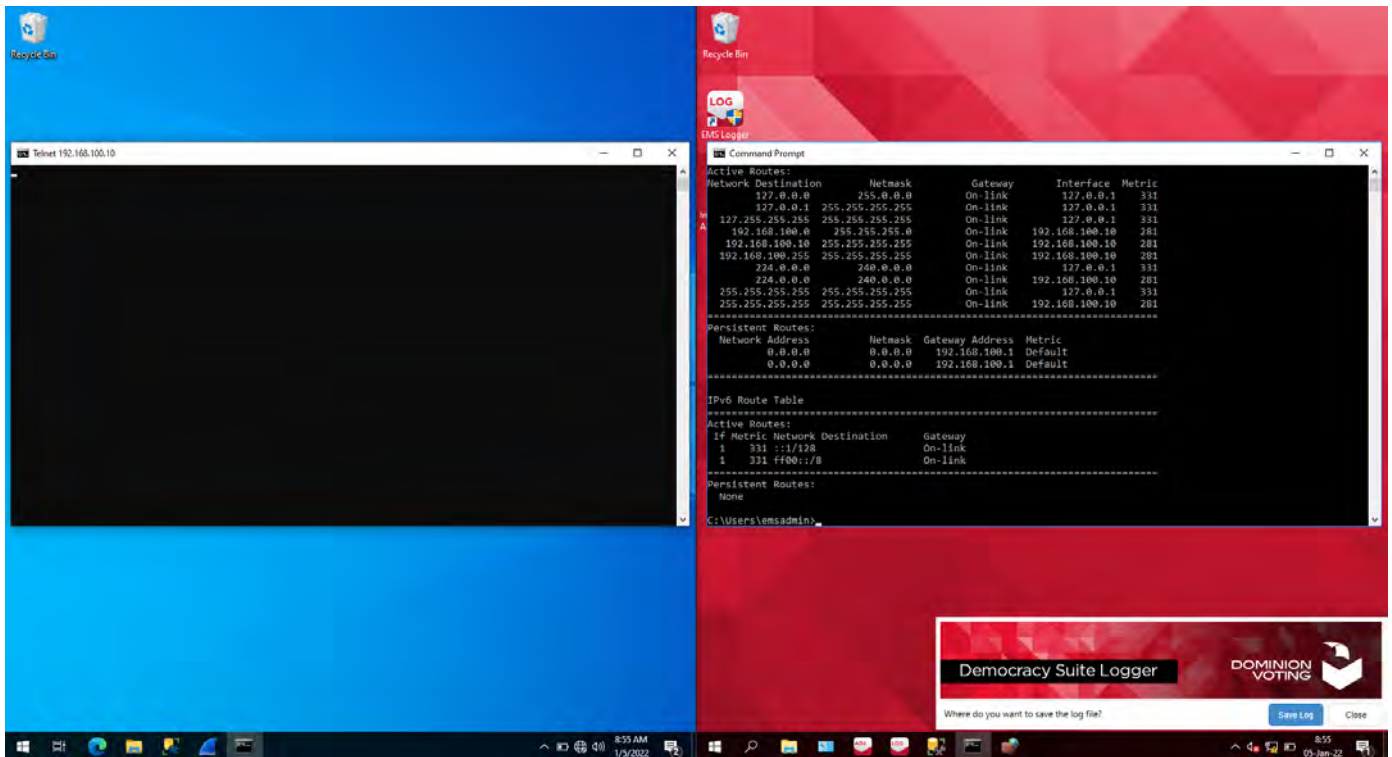 Recycle Bin
Telnet 192.168.100.10
8:55 AM
1/5/2022
2
Recycle Bin
LOG
EMS Logger
Command Prompt
Active Routes:
Network Destination Netmask Gateway Interface Metric
127.0.0.0 255.0.0.0 On-link 127.0.0.1 331
127.0.0.1 255.255.255.255 On-link 127.0.0.1 331
127.255.255.255 255.255.255.255 On-link 127.0.0.1 331
192.168.100.0 255.255.255.0 On-link 192.168.100.10 281
192.168.100.10 255.255.255.255 On-link 192.168.100.10 281
192.168.100.255 255.255.255.255 On-link 192.168.100.10 281
224.0.0.0 240.0.0.0 On-link 127.0.0.1 331
224.0.0.0 240.0.0.0 On-link 192.168.100.10 281
255.255.255.255 255.255.255.255 On-link 127.0.0.1 331
255.255.255.255 255.255.255.255 On-link 192.168.100.10 281
Persistent Routes:
Network Address Netmask Gateway Address Metric
0.0.0.0 0.0.0.0 192.168.100.1 Default
0.0.0.0 0.0.0.0 192.168.100.1 Default
IPv6 Route Table
Active Routes:
If Metric Network Destination Gateway
1 331 ::1/128 On-link
1 331 ff00::/8 On-link
Persistent Routes:
None
C:\Users\emsadmin>
Democracy Suite Logger
DOMINION
VOTING
Where do you want to save the log file?
Save Log Close
8:55
05-Jan-22